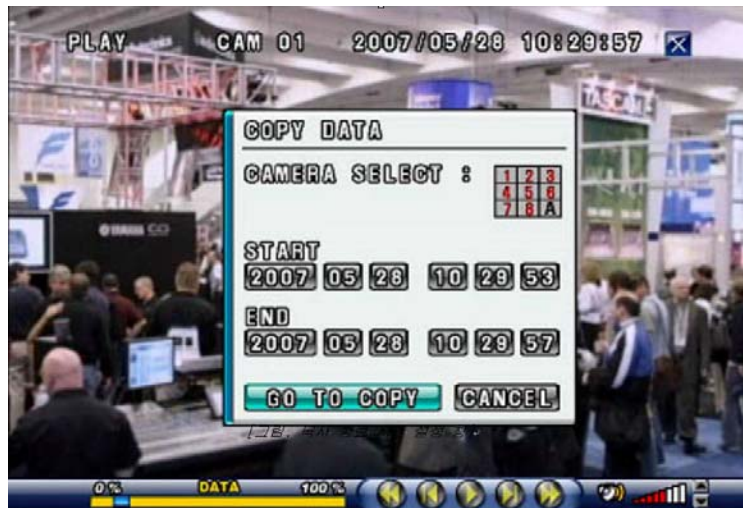 PLAY CAM 01 2007/05/28 10:29:57
TASCAM
YAMAHA
COPY DATA
CAMERA SELECT :
1 2 3
4 5 6
7 8 A
START
2007 05 28 10 29 53
END
2007 05 28 10 29 57
GO TO COPY CANCEL
0% DATA 100%